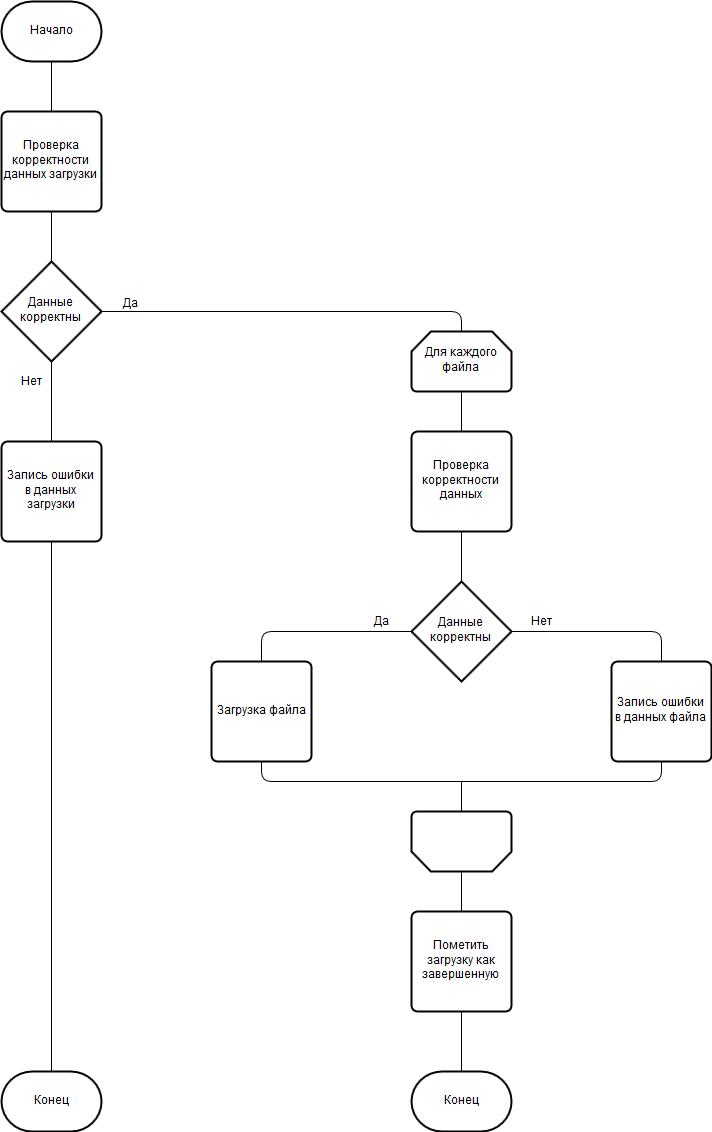 Начало
Проверка
корректности
данных загрузки
Данные
корректны
Да
Нет
Для каждого
файла
Запись ошибки
в данных
загрузки
Проверка
корректности
данных
Данные
корректны
Да
Нет
Загрузка файла
Запись ошибки
в данных файла
Пометить
загрузку как
завершенную
Конец
Конец